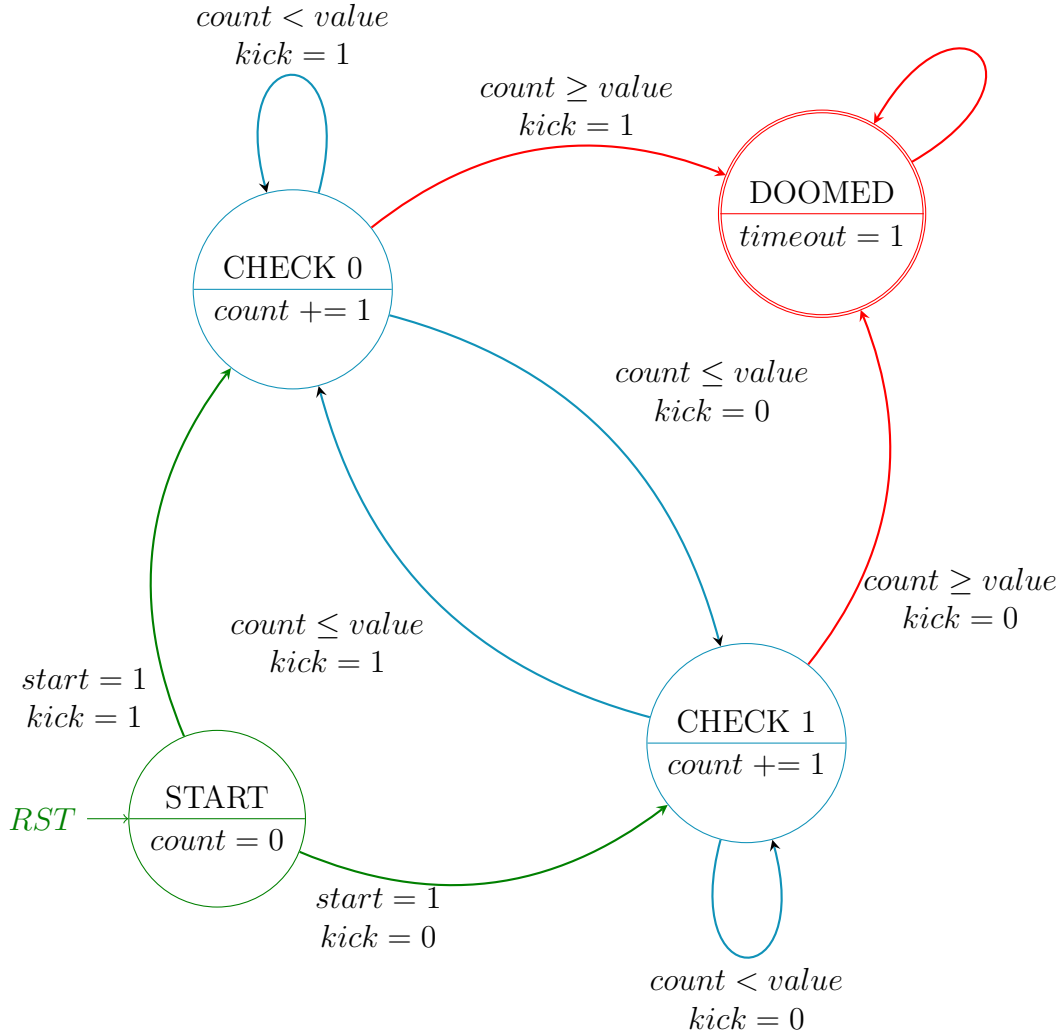 count < value
kick = 1
count ≥ value
kick = 1
DOOMED
timeout = 1
CHECK 0
count += 1
count ≤ value
kick = 0
count ≥ value
kick = 0
count ≤ value
kick = 1
start = 1
kick = 1
CHECK 1
count += 1
START
RST
count = 0
start = 1
kick = 0
count < value
kick = 0